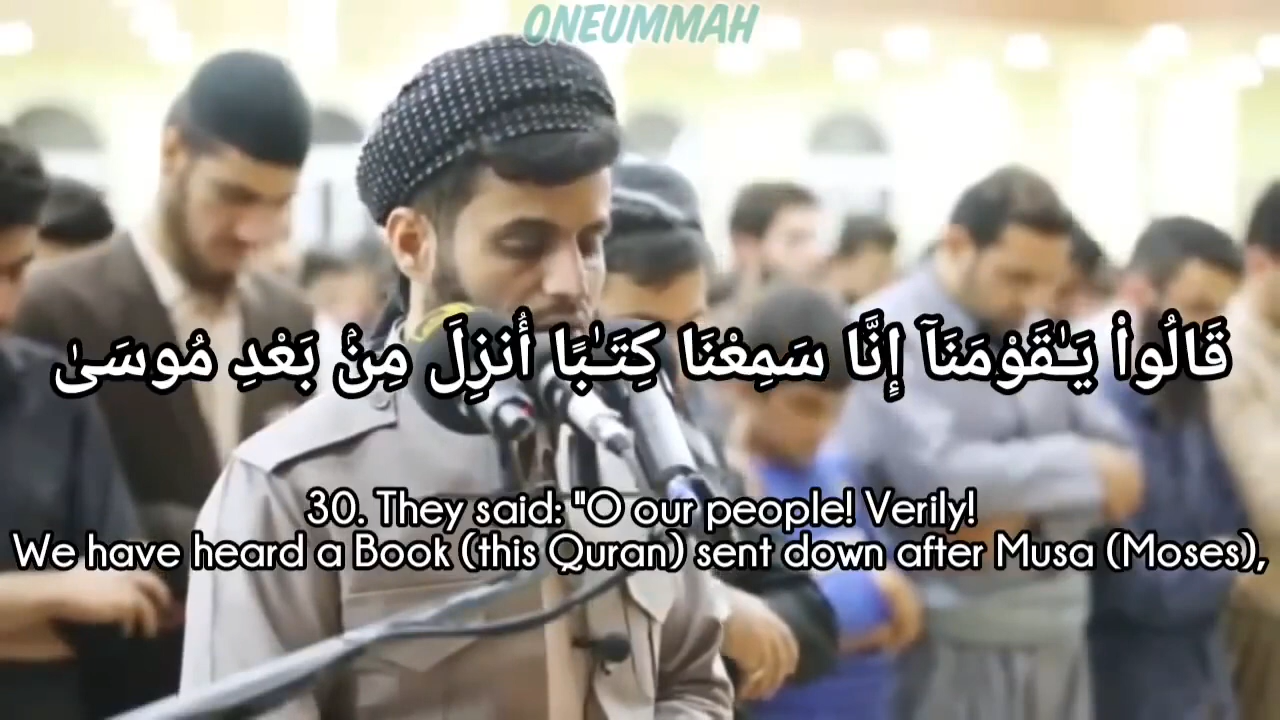 ONEUMMAH
قَالُوا۟ يَـٰقَوْمَنَآ إِنَّا سَمِعْنَا كِتَـٰبًا أُنزِلَ مِنۢ بَعْدِ مُوسَىٰ
30. They said: "O our people! Verily!
We have heard a Book (this Quran) sent down after Musa (Moses),